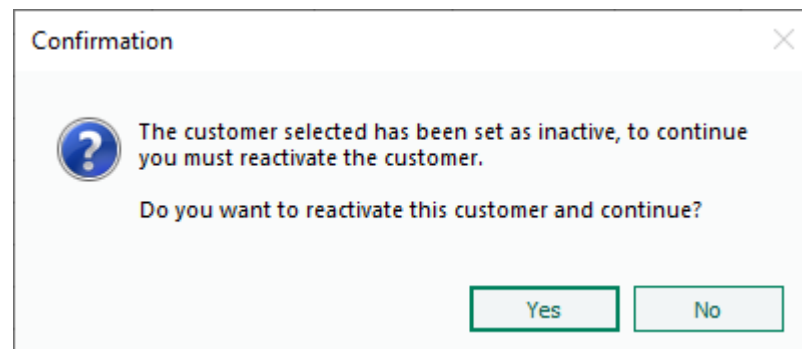 Confirmation
The customer selected has been set as inactive, to continue
you must reactivate the customer.
Do you want to reactivate this customer and continue?
Yes
No